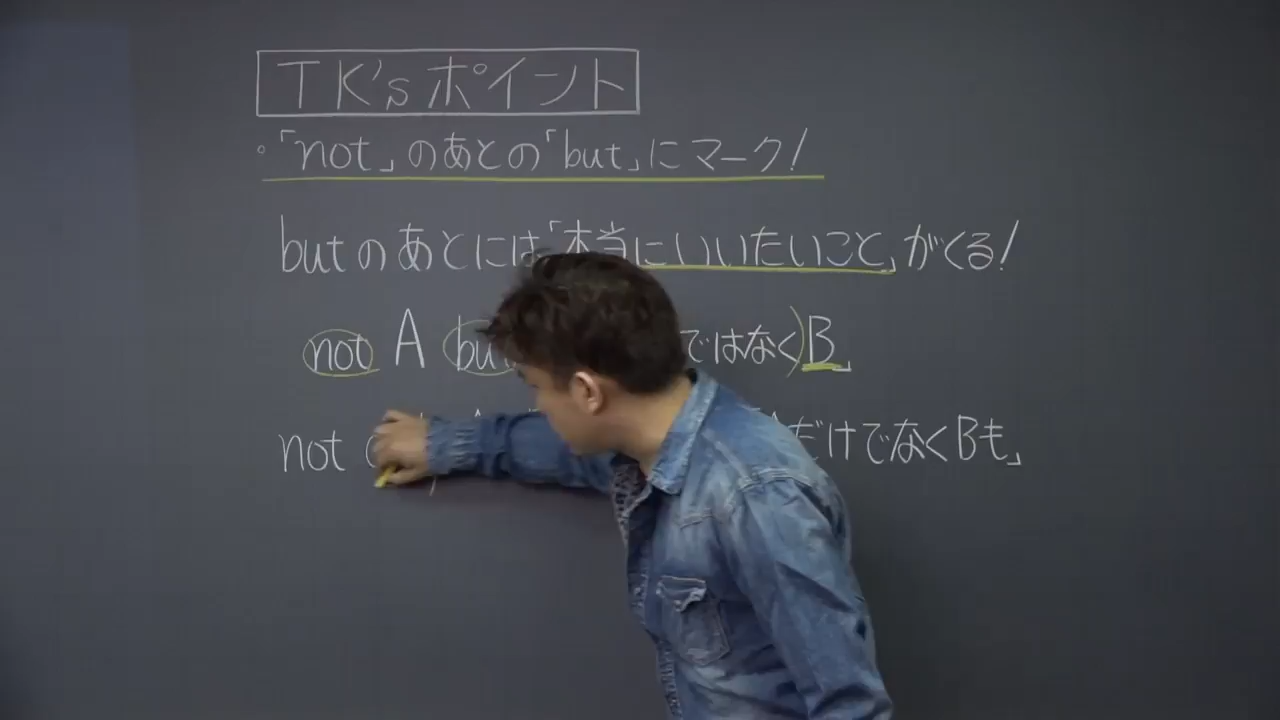 TK'sポイント
・「not」のあとの「but」にマーク!
butのあとには「本当にいいたいこと」がくる!
not A but ではなくB」
not だけでなくBも」